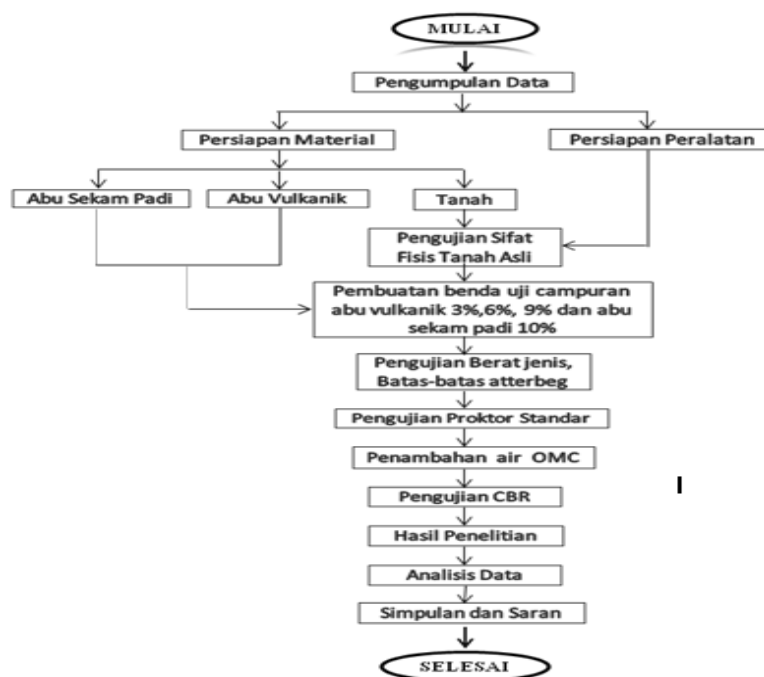 MULAI
Pengumpulan Data
Persiapan Material
Persiapan Peralatan
Abu Sekam Padi
Abu Vulkanik
Tanah
Pengujian Sifat
Fisis Tanah Asli
Pembuatan benda uji campuran
abu vulkanik 3%,6%, 9% dan abu
sekam padi 10%
Pengujian Berat jenis,
Batas-batas atterbeg
Pengujian Proktor Standar
Penambahan air OMC
I
Pengujian CBR
Hasil Penelitian
Analisis Data
Simpulan dan Saran
SELESAI